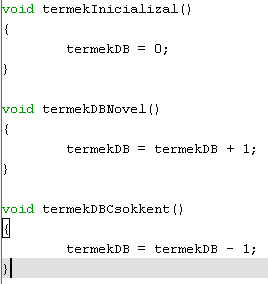 void termekInicializal()
{
        termekDB = 0;
}

void termekDBNovel()
{
        termekDB = termekDB + 1;
}

void termekDBCsokkent()
{
        termekDB = termekDB - 1;
}